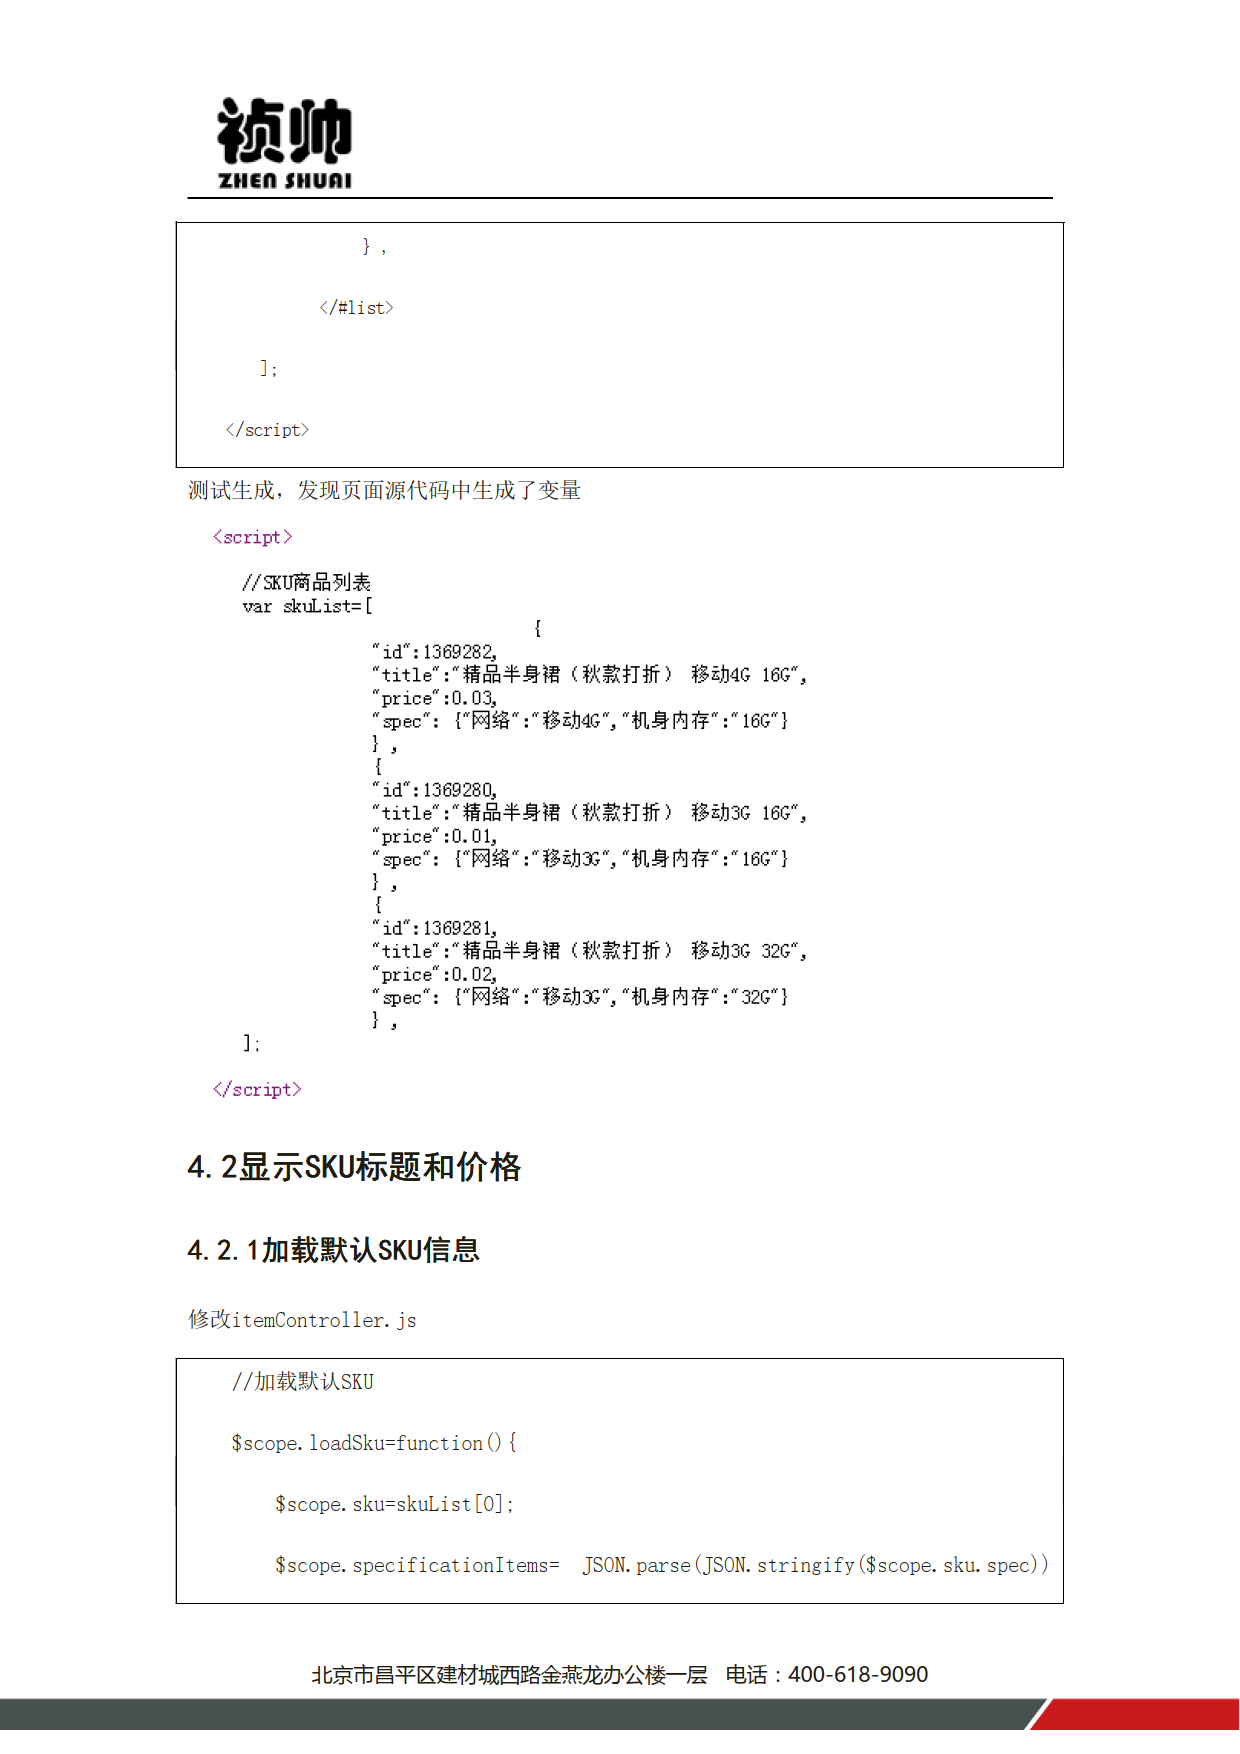 祯帅
ZHEN SHUAI
} ,
</#list>
];
</script>
测试生成，发现页面源代码中生成了变量
<script>
//SKU商品列表
var skuList=[
{
"id":1369282,
"title":"精品半身裙（秋款打折） 移动4G 16G",
"price":0.03,
"spec": {"网络":"移动4G","机身内存":"16G"}
} ,
{
"id":1369280,
"title":"精品半身裙（秋款打折） 移动3G 16G",
"price":0.01,
"spec": {"网络":"移动3G","机身内存":"16G"}
} ,
{
"id":1369281,
"title":"精品半身裙（秋款打折） 移动3G 32G",
"price":0.02,
"spec": {"网络":"移动3G","机身内存":"32G"}
} ,
];
</script>
4.2显示SKU标题和价格
4.2.1加载默认SKU信息
修改itemController.js
//加载默认SKU
$scope.loadSku=function(){
$scope.sku=skuList[0];
$scope.specificationItems= JSON.parse(JSON.stringify($scope.sku.spec))
北京市昌平区建材城西路金燕龙办公楼一层 电话：400-618-9090